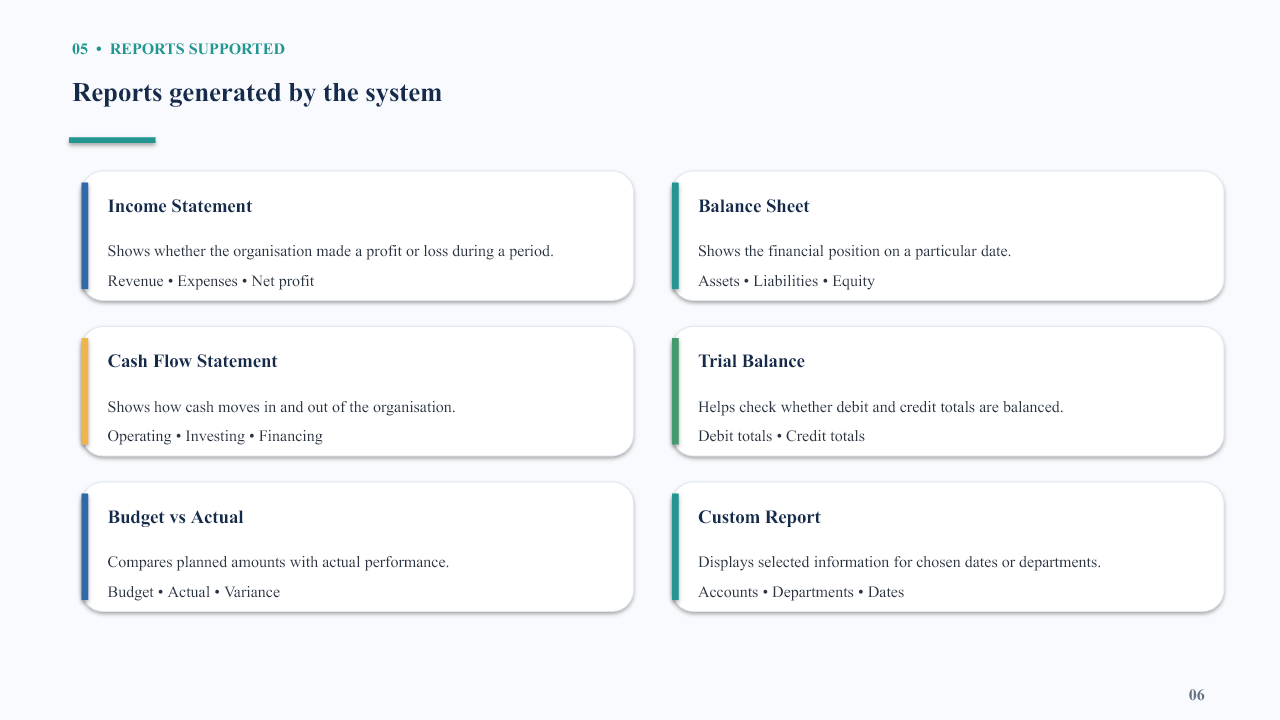 05 • REPORTS SUPPORTED
Reports generated by the system
Income Statement
Shows whether the organisation made a profit or loss during a period.
Revenue • Expenses • Net profit
Balance Sheet
Shows the financial position on a particular date.
Assets • Liabilities • Equity
Cash Flow Statement
Shows how cash moves in and out of the organisation.
Operating • Investing • Financing
Trial Balance
Helps check whether debit and credit totals are balanced.
Debit totals • Credit totals
Budget vs Actual
Compares planned amounts with actual performance.
Budget • Actual • Variance
Custom Report
Displays selected information for chosen dates or departments.
Accounts • Departments • Dates
06